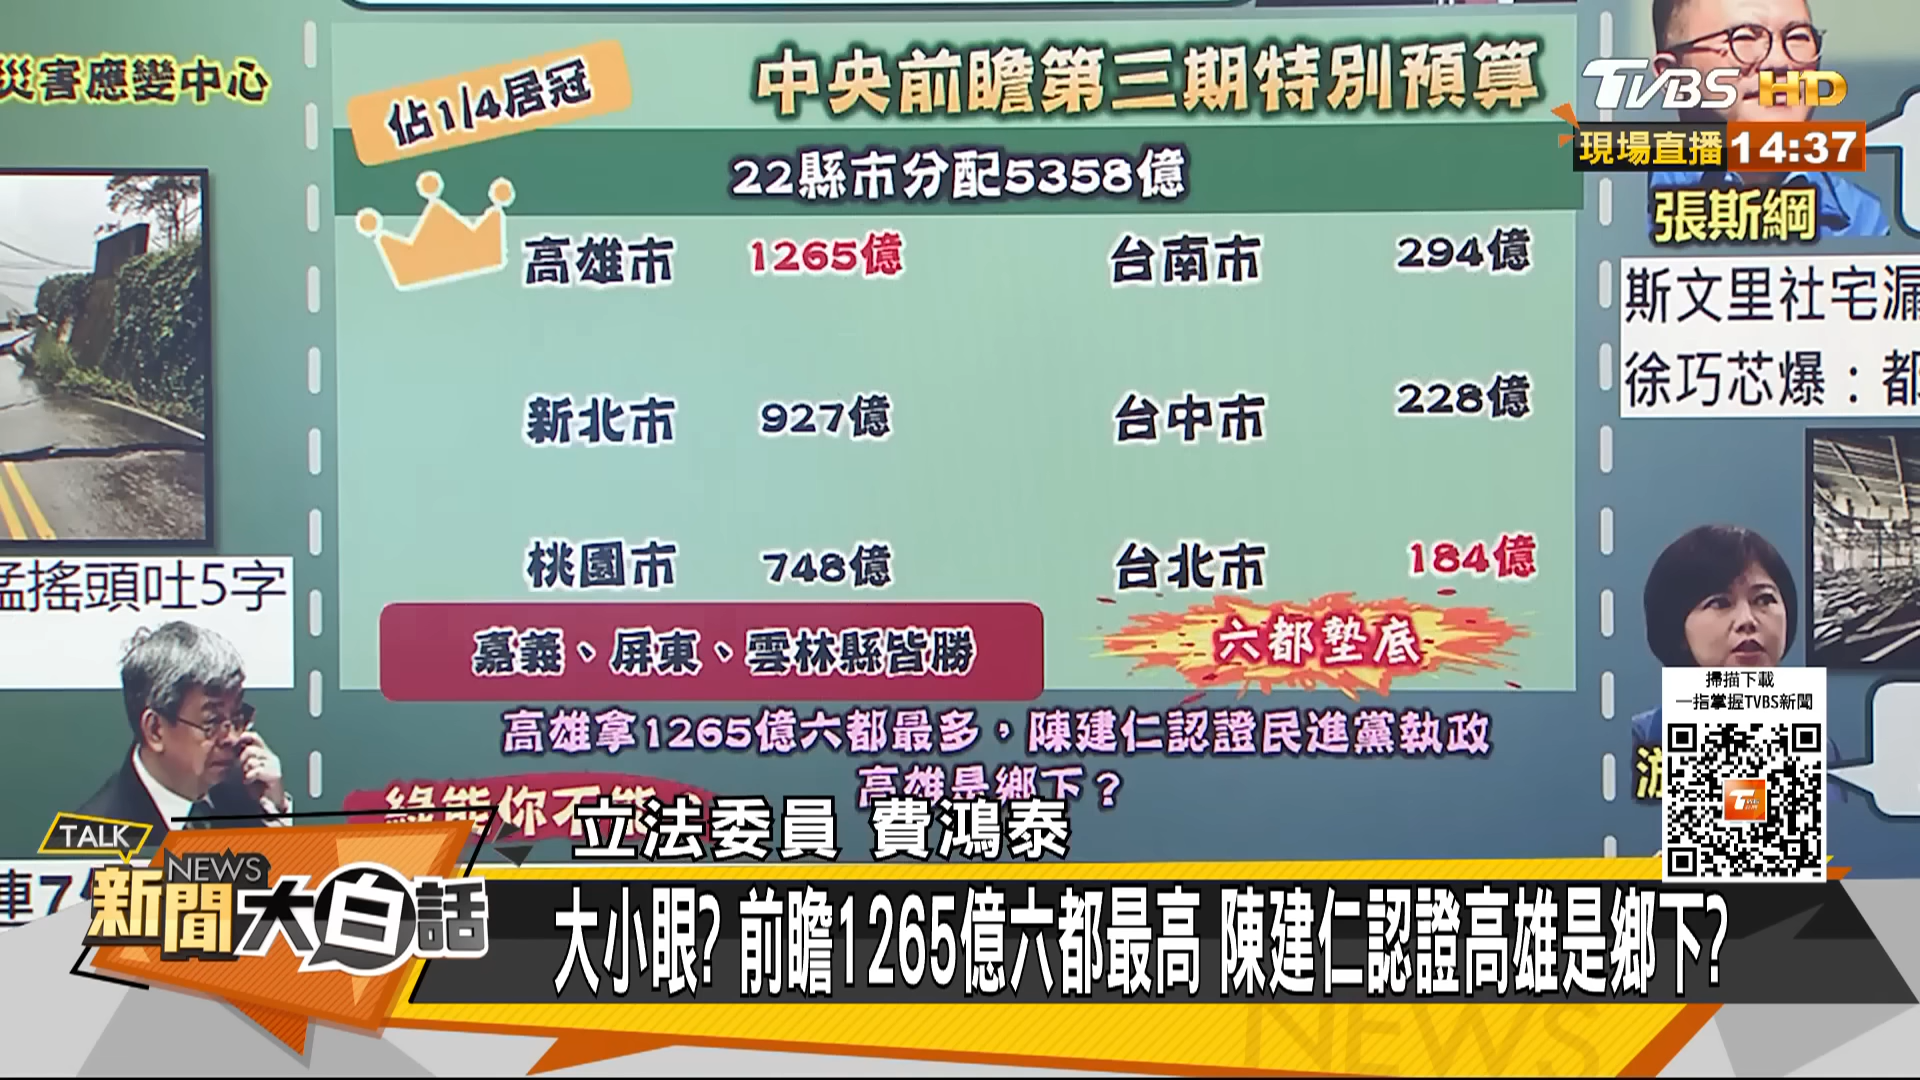 災害應變中心
佔1/4居冠
中央前瞻第三期特別預算
TVBS HD
現場直播 14:37
22縣市分配5358億
張斯綱
高雄市 1265億 台南市 294億
斯文里社宅漏
徐巧芯爆：都
新北市 927億 台中市 228億
桃園市 748億 台北市 184億
猛搖頭吐5字
嘉義、屏東、雲林縣皆勝
六都墊底
掃描下載
一指掌握TVBS新聞
高雄拿1265億六都最多，陳建仁認證民進黨執政
高雄是鄉下？
綠能你不能
立法委員 費鴻泰
TALK
NEWS
新聞大白話
車7
大小眼? 前瞻1265億六都最高 陳建仁認證高雄是鄉下?
NEWS